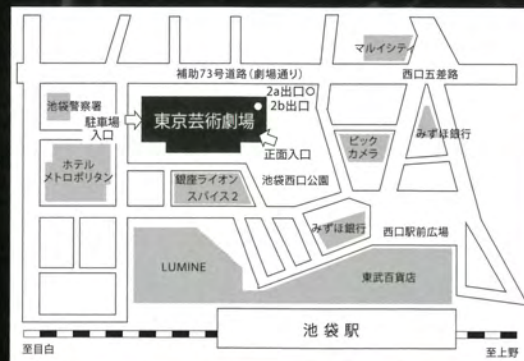 マルイシティ
補助73号道路(劇場通り)
西口五差路
池袋警察署
2a出口
2b出口
駐車場
入口
東京芸術劇場
みずほ銀行
ビック
カメラ
正面入口
ホテル
メトロポリタン
銀座ライオン
スパイス2
池袋西口公園
みずほ銀行
西口駅前広場
LUMINE
東武百貨店
池袋駅
至目白
至上野